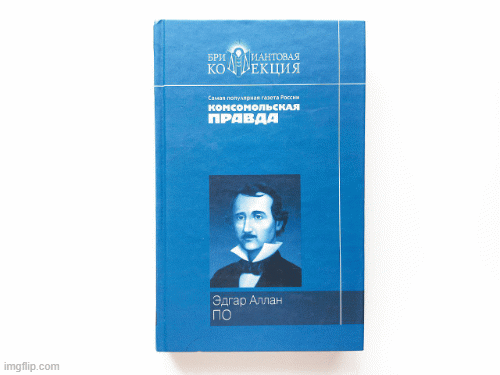 БРИЛЛИАНТОВАЯ
КОЛЛЕКЦИЯ
Самая популярная газета России
КОМСОМОЛЬСКАЯ
ПРАВДА
Эдгар Аллан
ПО
imgflip.com